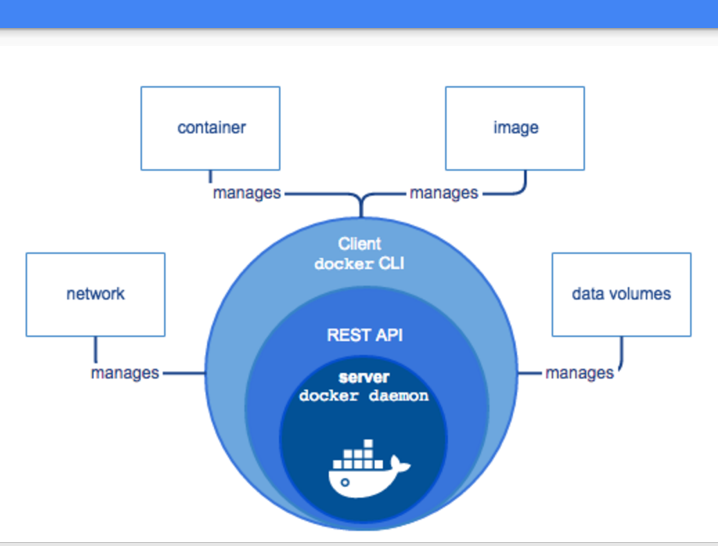 container
image
manages
manages
Client
docker CLI
network
data volumes
REST API
manages
server
manages
docker daemon